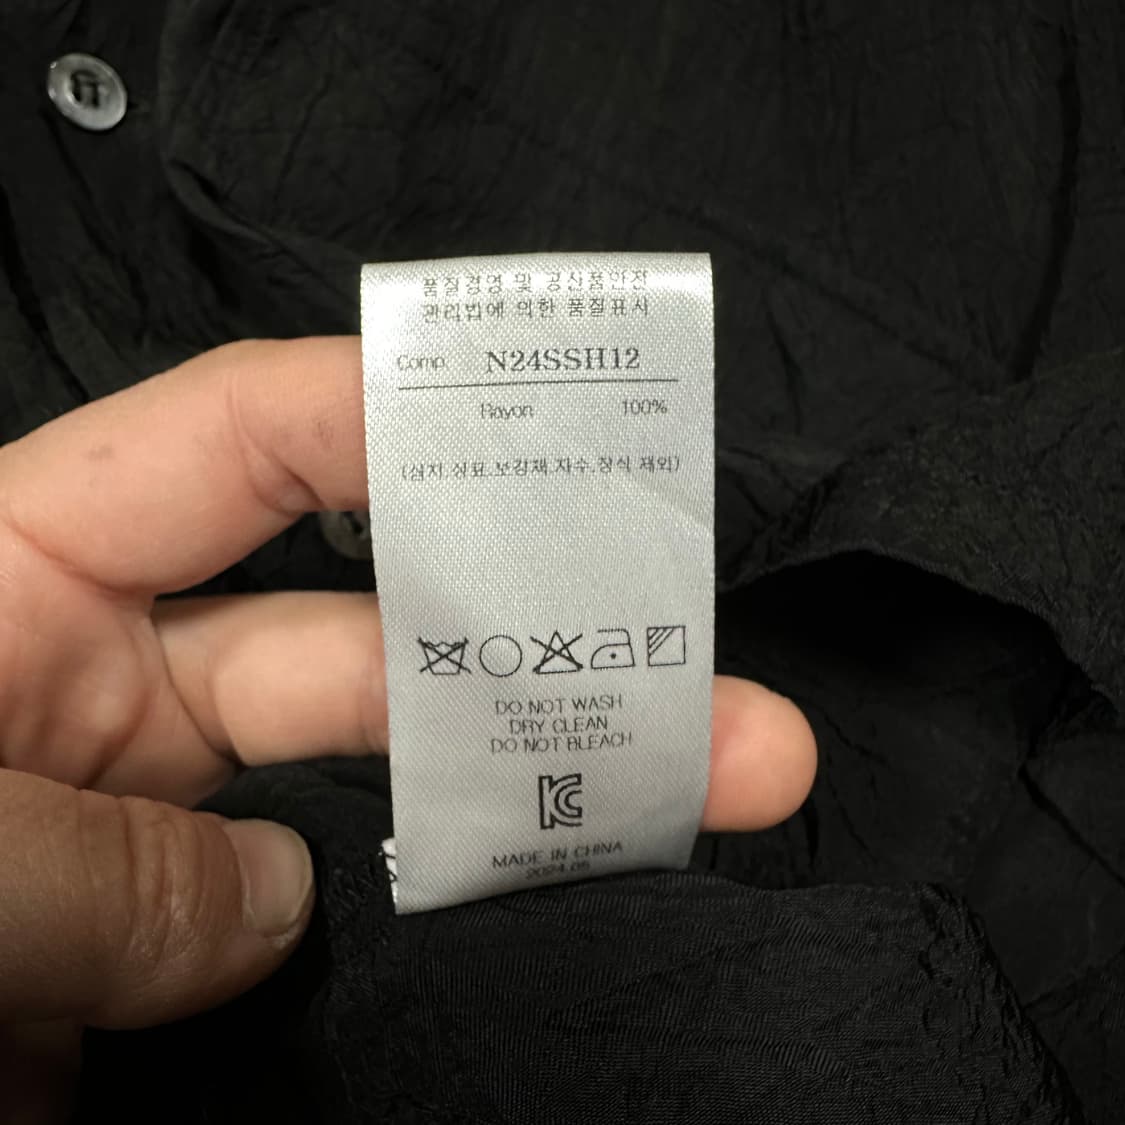 품질경영 및 공산품안전
관리법에 의한 품질표시
Comp. N24SSH12
Rayon 100%
(심지.상표.보강재.자수.장식 제외)
DO NOT WASH
DRY CLEAN
DO NOT BLEACH
KC
MADE IN CHINA
2024.05